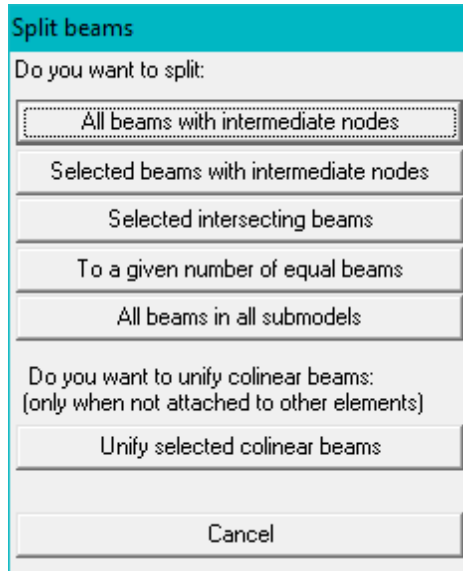 Split beams
Do you want to split:
All beams with intermediate nodes
Selected beams with intermediate nodes
Selected intersecting beams
To a given number of equal beams
All beams in all submodels
Do you want to unify colinear beams:
(only when not attached to other elements)
Unify selected colinear beams
Cancel